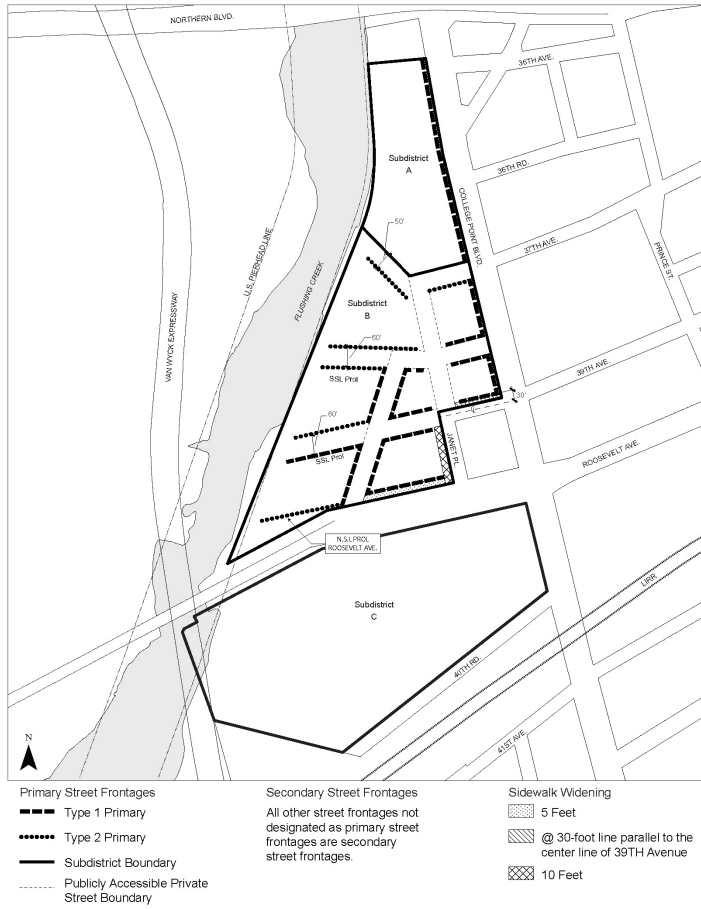 NORTHERN BLVD.
36TH AVE.
Subdistrict
A
36TH RD.
COLLEGE POINT BLVD.
50'
37TH AVE.
PRINCE ST.
U.S. PIERHEAD LINE
FLUSHING CREEK
VAN WYCK EXPRESSWAY
Subdistrict
B
60'
SSL Prol
39TH AVE.
30'
60'
SSL Prol
JANET PL.
ROOSEVELT AVE.
N.S.L PROL
ROOSEVELT AVE.
Subdistrict
C
LIRR
40TH RD.
41ST AVE.
N
Primary Street Frontages
Type 1 Primary
Type 2 Primary
Subdistrict Boundary
Publicly Accessible Private
Street Boundary
Secondary Street Frontages
All other street frontages not
designated as primary street
frontages are secondary
street frontages.
Sidewalk Widening
5 Feet
@ 30-foot line parallel to the
center line of 39TH Avenue
10 Feet